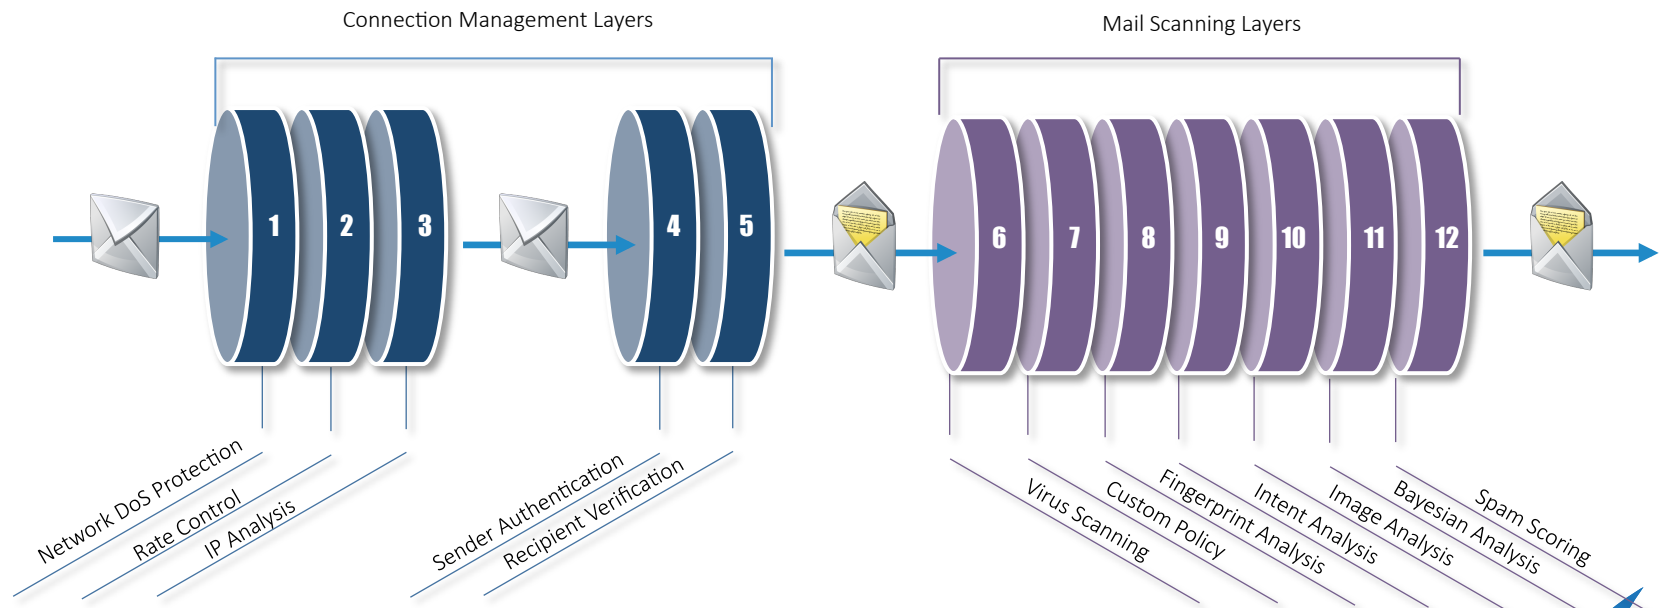 Connection Management Layers
Mail Scanning Layers
1
2
3
4
5
6
7
8
9
10
11
12
Network DoS Protection
Rate Control
IP Analysis
Sender Authentication
Recipient Verification
Virus Scanning
Custom Policy
Fingerprint Analysis
Intent Analysis
Image Analysis
Bayesian Analysis
Spam Scoring